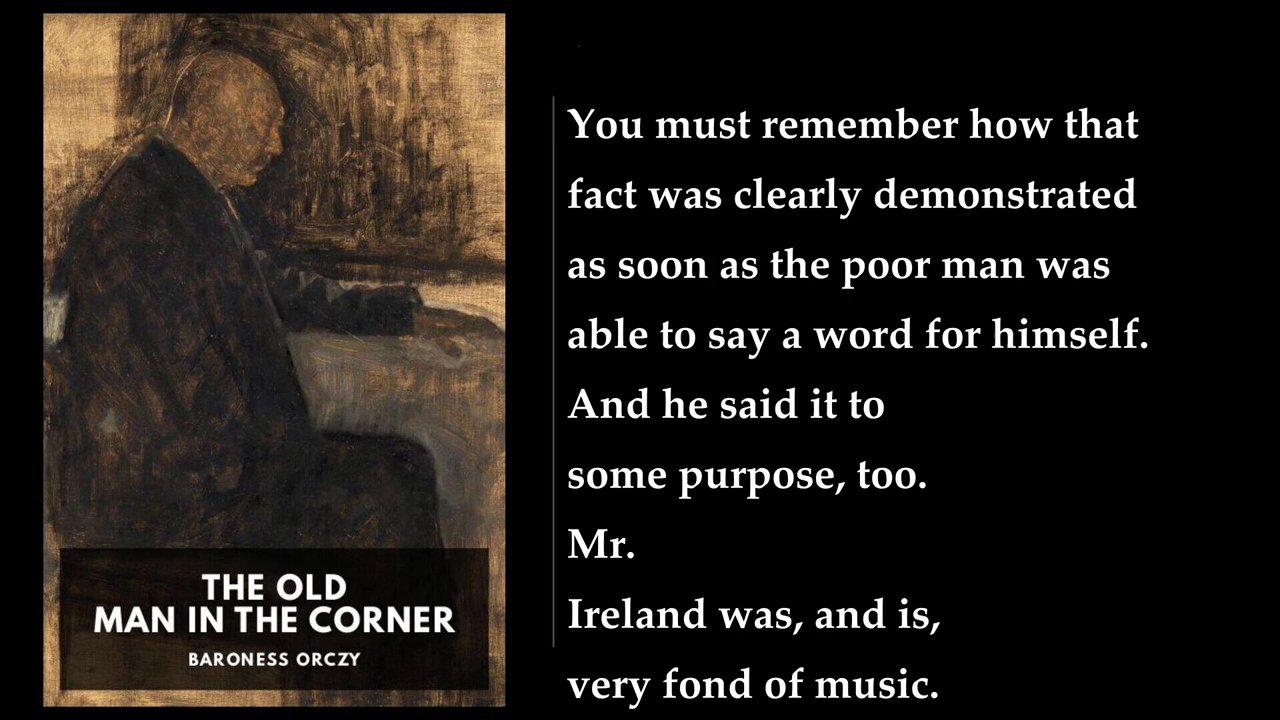 THE OLD
MAN IN THE CORNER
BARONESS ORCZY
You must remember how that
fact was clearly demonstrated
as soon as the poor man was
able to say a word for himself.
And he said it to
some purpose, too.
Mr.
Ireland was, and is,
very fond of music.